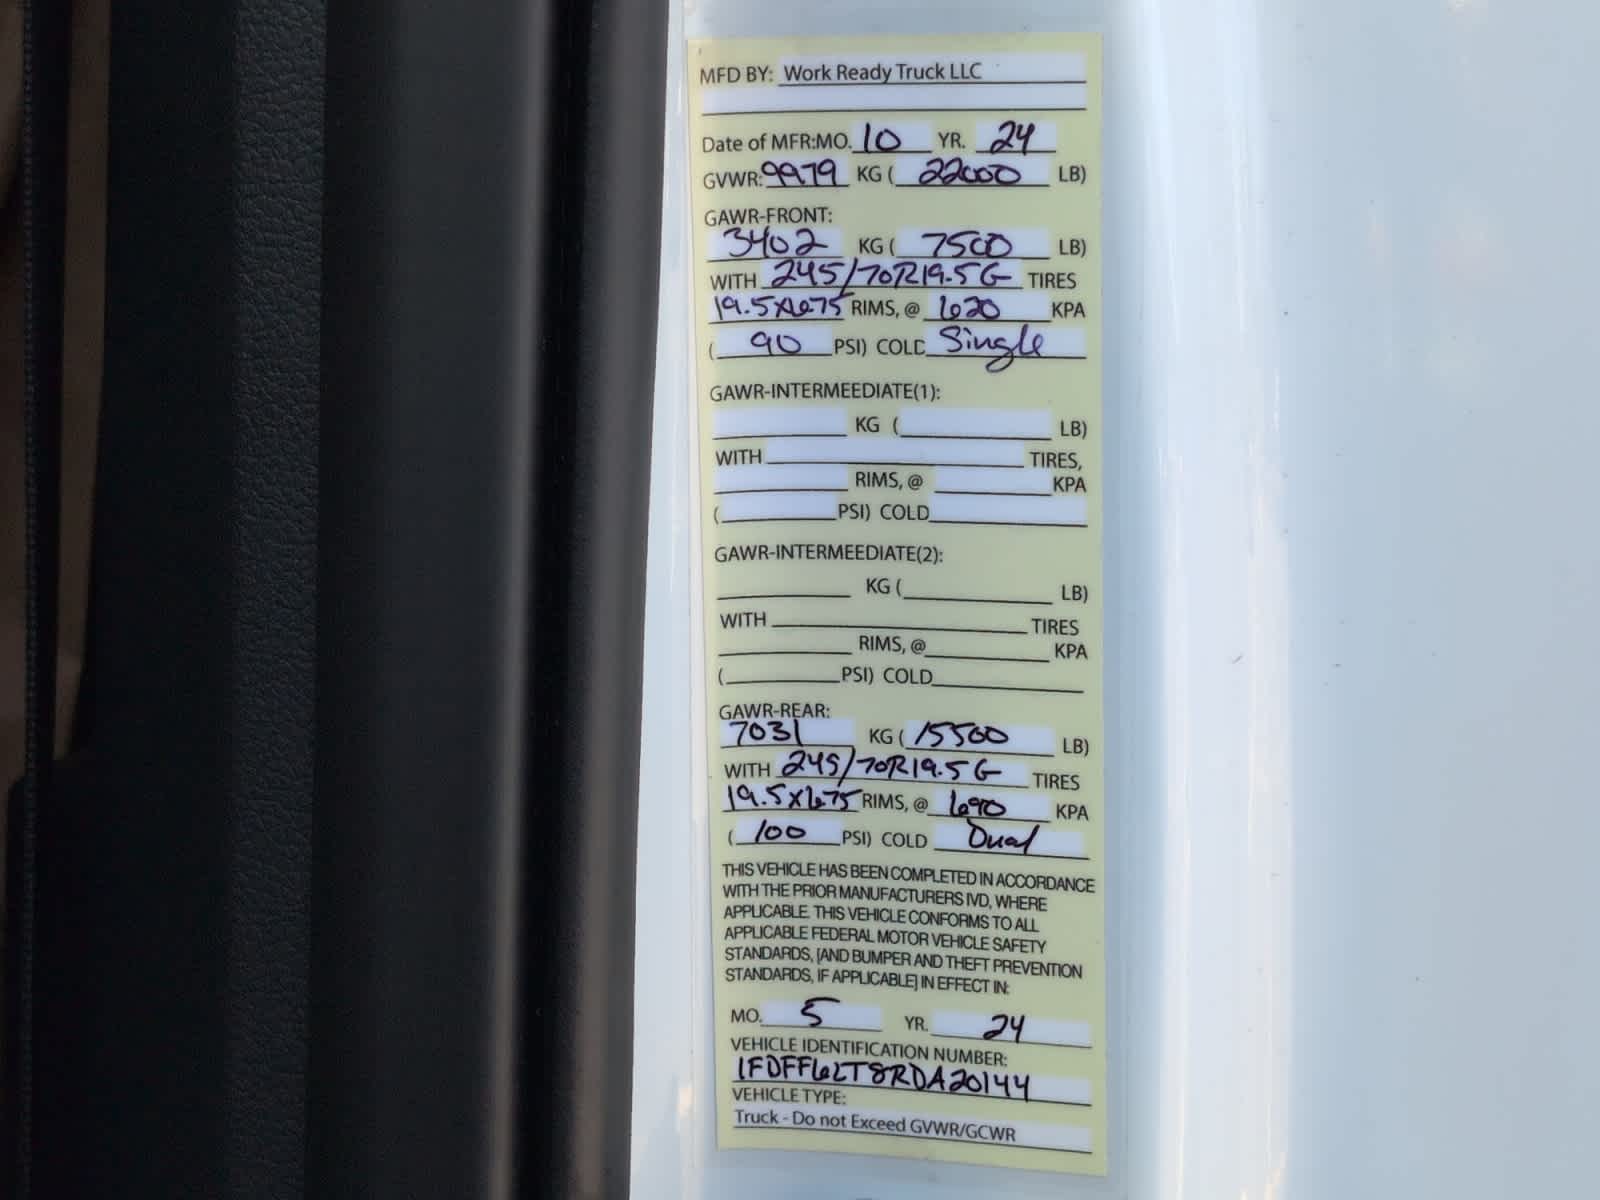 MFD BY: Work Ready Truck LLC
Date of MFR:MO. 10 YR. 24
GVWR: 9979 KG ( 22000 LB)
GAWR-FRONT:
3402 KG ( 7500 LB)
WITH 245/70R19.5G TIRES
19.5x6.75 RIMS, @ 620 KPA
( 90 PSI) COLD Single
GAWR-INTERMEEDIATE(1):
KG ( LB)
WITH TIRES,
RIMS, @ KPA
( PSI) COLD
GAWR-INTERMEEDIATE(2):
KG ( LB)
WITH TIRES
RIMS, @ KPA
( PSI) COLD
GAWR-REAR:
7031 KG ( 15500 LB)
WITH 245/70R19.5G TIRES
19.5x6.75 RIMS, @ 690 KPA
( 100 PSI) COLD Dual
THIS VEHICLE HAS BEEN COMPLETED IN ACCORDANCE
WITH THE PRIOR MANUFACTURERS IVD, WHERE
APPLICABLE. THIS VEHICLE CONFORMS TO ALL
APPLICABLE FEDERAL MOTOR VEHICLE SAFETY
STANDARDS, [AND BUMPER AND THEFT PREVENTION
STANDARDS, IF APPLICABLE] IN EFFECT IN:
MO. 5 YR. 24
VEHICLE IDENTIFICATION NUMBER:
1FDFF6LT8RDA20144
VEHICLE TYPE:
Truck - Do not Exceed GVWR/GCWR